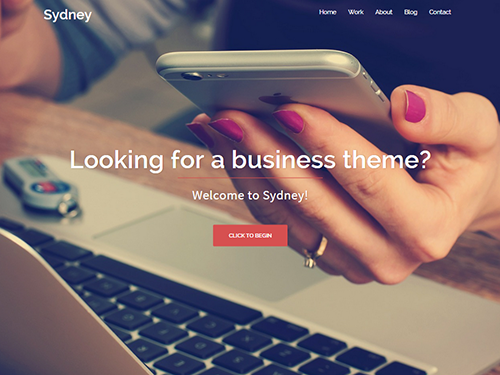 Sydney
Home Work About Blog Contact
Looking for a business theme?
Welcome to Sydney!
CLICK TO BEGIN